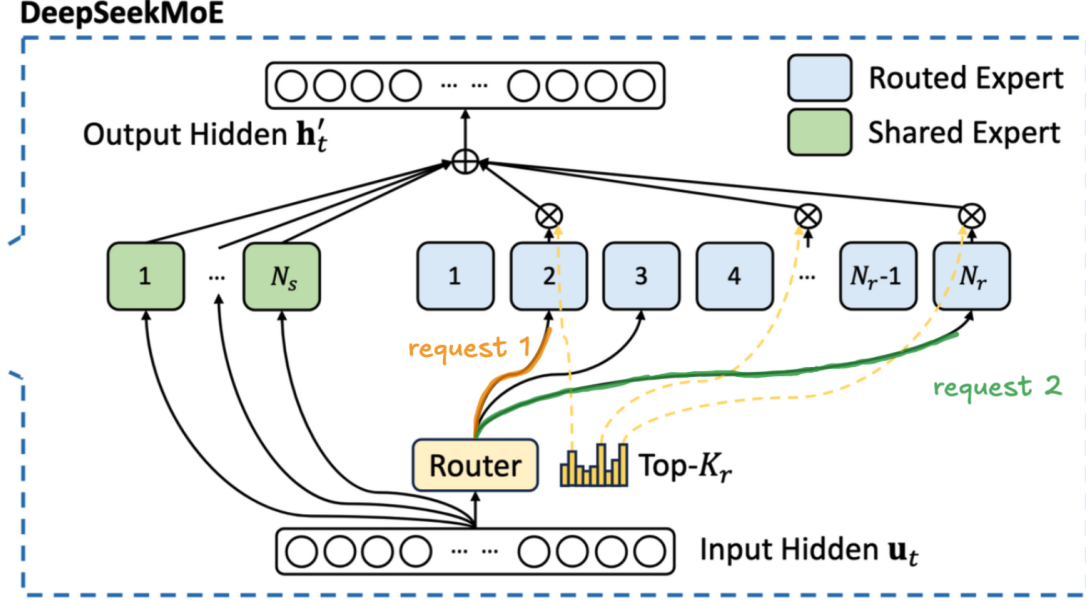 DeepSeekMoE
Routed Expert
Shared Expert
Output Hidden 𝐡′ₜ
1 ... Nₛ 1 2 3 4 ... Nᵣ-1 Nᵣ
request 1
request 2
Router
Top-Kᵣ
Input Hidden 𝐮ₜ